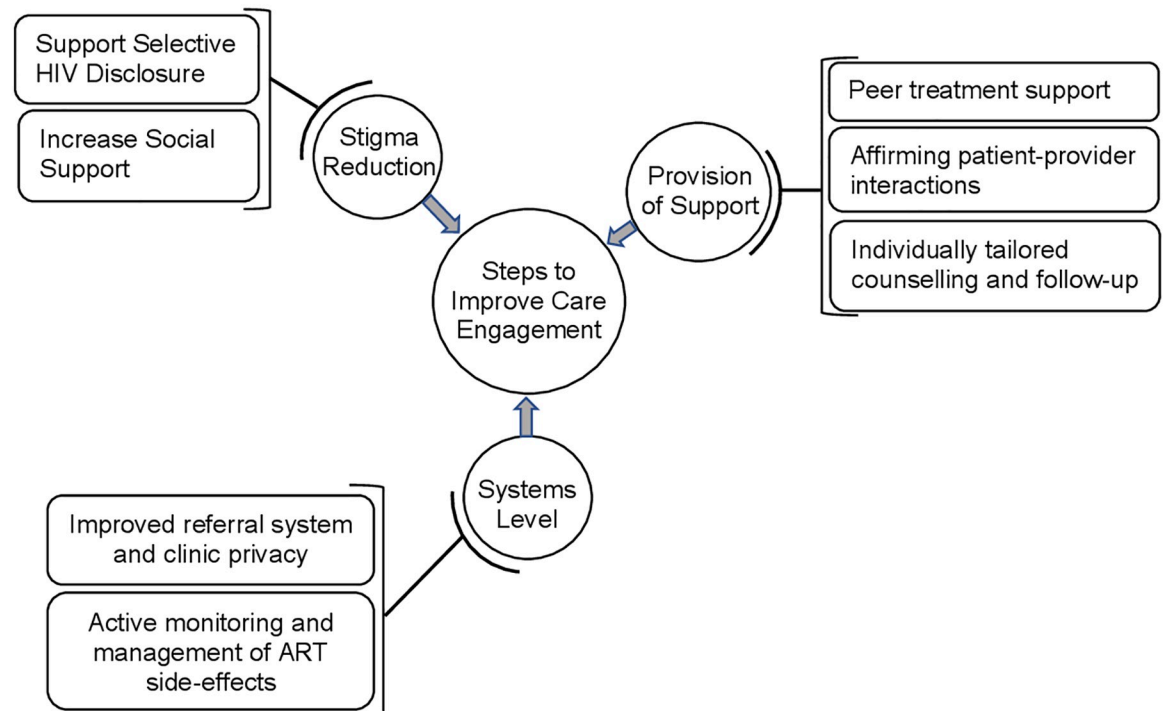 Support Selective
HIV Disclosure
Increase Social
Support
Stigma
Reduction
Provision
of Support
Peer treatment support
Affirming patient-provider
interactions
Individually tailored
counselling and follow-up
Steps to
Improve Care
Engagement
Systems
Level
Improved referral system
and clinic privacy
Active monitoring and
management of ART
side-effects